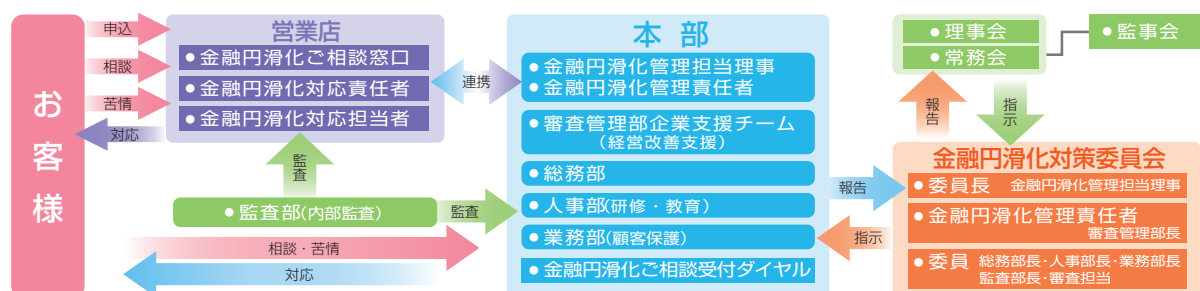 お客様
申込
相談
苦情
対応
営業店
● 金融円滑化ご相談窓口
● 金融円滑化対応責任者
● 金融円滑化対応担当者
監査
● 監査部(内部監査)
監査
相談・苦情
対応
連携
本部
● 金融円滑化管理担当理事
● 金融円滑化管理責任者
● 審査管理部企業支援チーム
(経営改善支援)
● 総務部
● 人事部(研修・教育)
● 業務部(顧客保護)
● 金融円滑化ご相談受付ダイヤル
報告
指示
● 理事会
● 常務会
● 監事会
報告
指示
金融円滑化対策委員会
● 委員長 金融円滑化管理担当理事
● 金融円滑化管理責任者
審査管理部長
● 委員 総務部長・人事部長・業務部長
監査部長・審査担当